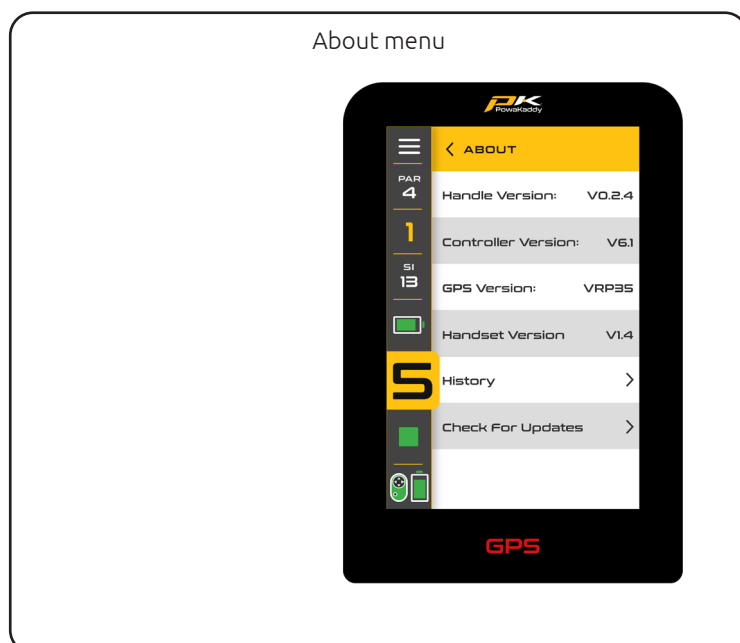 About menu
PK
PowaKaddy
ABOUT
PAR
4
1
SI
13
S
Handle Version: V0.2.4
Controller Version: V6.1
GPS Version: VRP35
Handset Version V1.4
History
Check For Updates
GPS